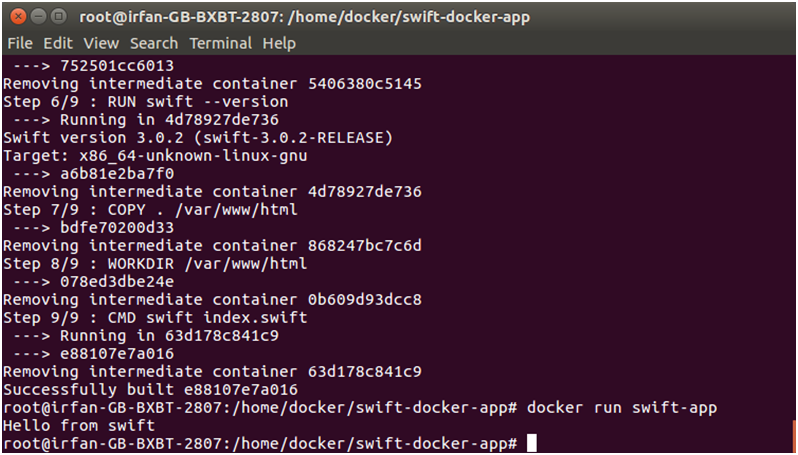 root@irfan-GB-BXBT-2807: /home/docker/swift-docker-app
File Edit View Search Terminal Help
---> 752501cc6013
Removing intermediate container 5406380c5145
Step 6/9 : RUN swift --version
---> Running in 4d78927de736
Swift version 3.0.2 (swift-3.0.2-RELEASE)
Target: x86_64-unknown-linux-gnu
---> a6b81e2ba7f0
Removing intermediate container 4d78927de736
Step 7/9 : COPY . /var/www/html
---> bdfe70200d33
Removing intermediate container 868247bc7c6d
Step 8/9 : WORKDIR /var/www/html
---> 078ed3dbe24e
Removing intermediate container 0b609d93dcc8
Step 9/9 : CMD swift index.swift
---> Running in 63d178c841c9
---> e88107e7a016
Removing intermediate container 63d178c841c9
Successfully built e88107e7a016
root@irfan-GB-BXBT-2807:/home/docker/swift-docker-app# docker run swift-app
Hello from swift
root@irfan-GB-BXBT-2807:/home/docker/swift-docker-app#